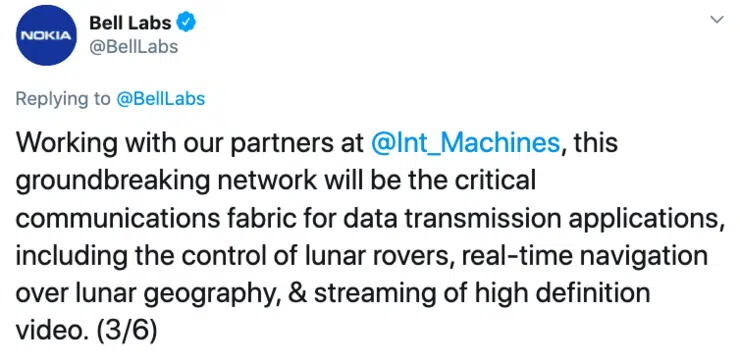 NOKIA
Bell Labs
@BellLabs
Replying to @BellLabs
Working with our partners at @Int_Machines, this
groundbreaking network will be the critical
communications fabric for data transmission applications,
including the control of lunar rovers, real-time navigation
over lunar geography, & streaming of high definition
video. (3/6)